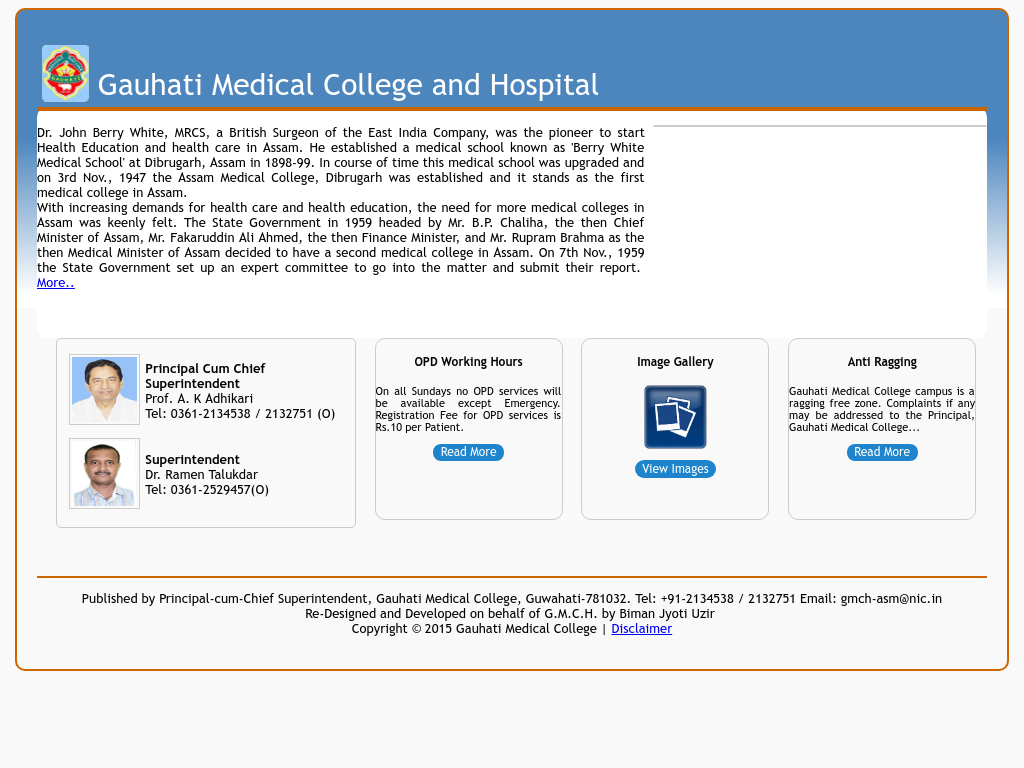 GAUHATI
Gauhati Medical College and Hospital
Dr. John Berry White, MRCS, a British Surgeon of the East India Company, was the pioneer to start
Health Education and health care in Assam. He established a medical school known as 'Berry White
Medical School' at Dibrugarh, Assam in 1898-99. In course of time this medical school was upgraded and
on 3rd Nov., 1947 the Assam Medical College, Dibrugarh was established and it stands as the first
medical college in Assam.
With increasing demands for health care and health education, the need for more medical colleges in
Assam was keenly felt. The State Government in 1959 headed by Mr. B.P. Chaliha, the then Chief
Minister of Assam, Mr. Fakaruddin Ali Ahmed, the then Finance Minister, and Mr. Rupram Brahma as the
then Medical Minister of Assam decided to have a second medical college in Assam. On 7th Nov., 1959
the State Government set up an expert committee to go into the matter and submit their report.
More..
Principal Cum Chief
Superintendent
Prof. A. K Adhikari
Tel: 0361-2134538 / 2132751 (O)
Superintendent
Dr. Ramen Talukdar
Tel: 0361-2529457(O)
OPD Working Hours
On all Sundays no OPD services will
be available except Emergency.
Registration Fee for OPD services is
Rs.10 per Patient.
Read More
Image Gallery
View Images
Anti Ragging
Gauhati Medical College campus is a
ragging free zone. Complaints if any
may be addressed to the Principal,
Gauhati Medical College...
Read More
Published by Principal-cum-Chief Superintendent, Gauhati Medical College, Guwahati-781032. Tel: +91-2134538 / 2132751 Email: gmch-asm@nic.in
Re-Designed and Developed on behalf of G.M.C.H. by Biman Jyoti Uzir
Copyright © 2015 Gauhati Medical College | Disclaimer